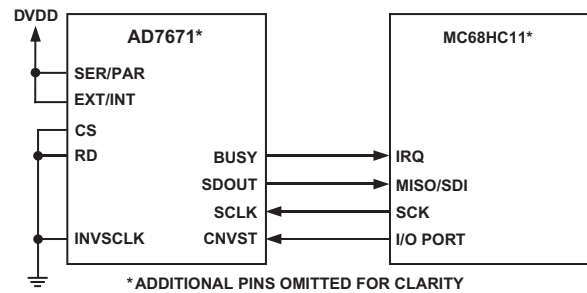 DVDD
AD7671*
MC68HC11*
SER/PAR
EXT/INT
CS
RD
BUSY
IRQ
SDOUT
MISO/SDI
SCLK
SCK
INVSCLK
CNVST
I/O PORT
*ADDITIONAL PINS OMITTED FOR CLARITY